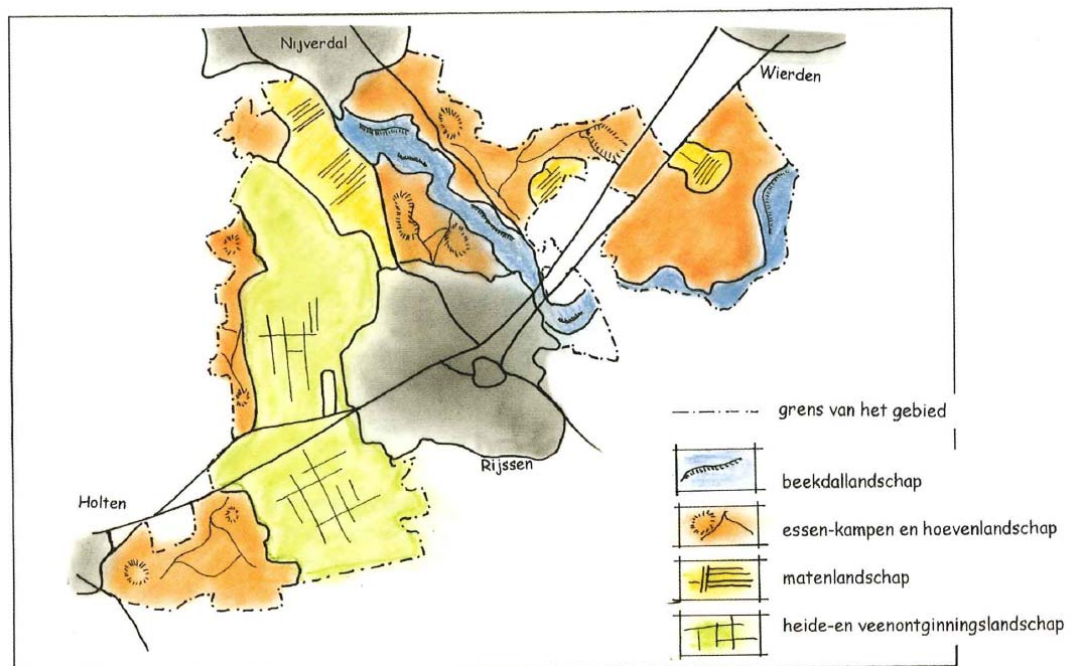 Nijverdal
Wierden
Rijssen
Holten
grens van het gebied
beekdallandschap
essen-kampen en hoevenlandschap
matenlandschap
heide-en veenontginningslandschap